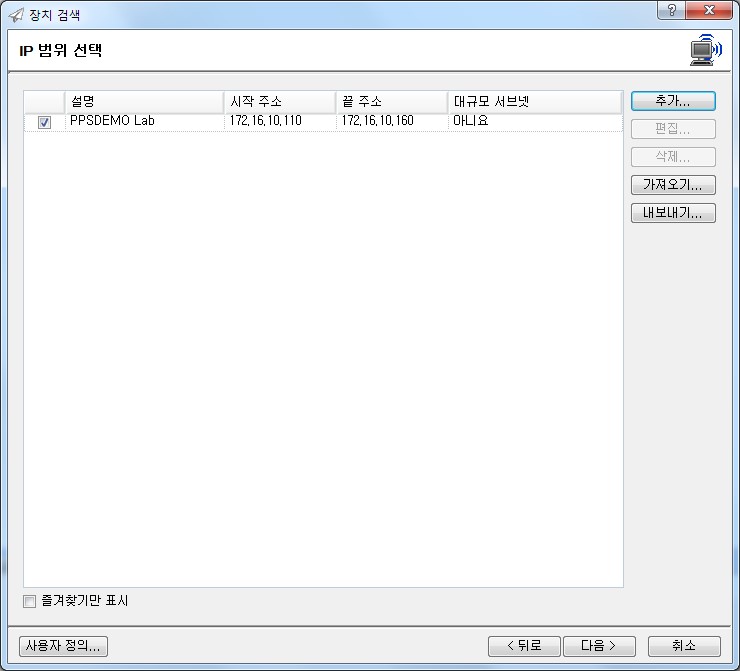 장치 검색
IP 범위 선택
설명 시작 주소 끝 주소 대규모 서브넷
PPSDEMO Lab 172.16.10.110 172.16.10.160 아니요
추가...
편집...
삭제...
가져오기...
내보내기...
즐겨찾기만 표시
사용자 정의... < 뒤로 다음 > 취소